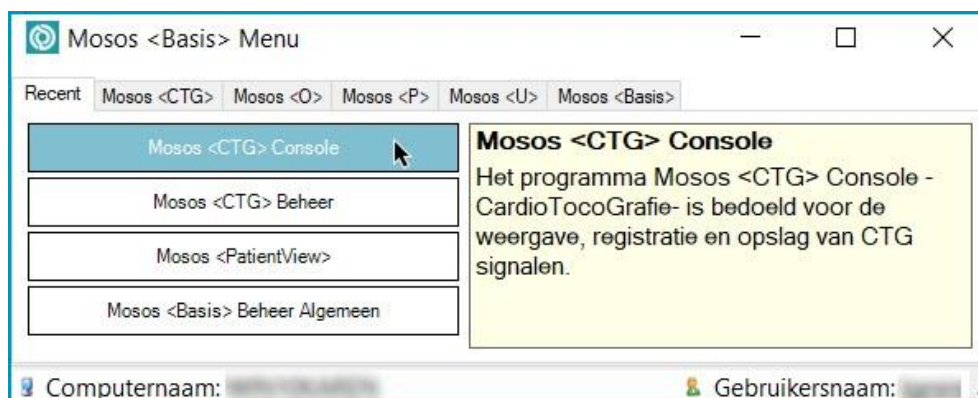 Mosos <Basis> Menu
Recent Mosos <CTG> Mosos <O> Mosos <P> Mosos <U> Mosos <Basis>
Mosos <CTG> Console
Mosos <CTG> Beheer
Mosos <PatientView>
Mosos <Basis> Beheer Algemeen
Mosos <CTG> Console
Het programma Mosos <CTG> Console -
CardioTocoGrafie- is bedoeld voor de
weergave, registratie en opslag van CTG
signalen.
Computernaam: Gebruikersnaam: